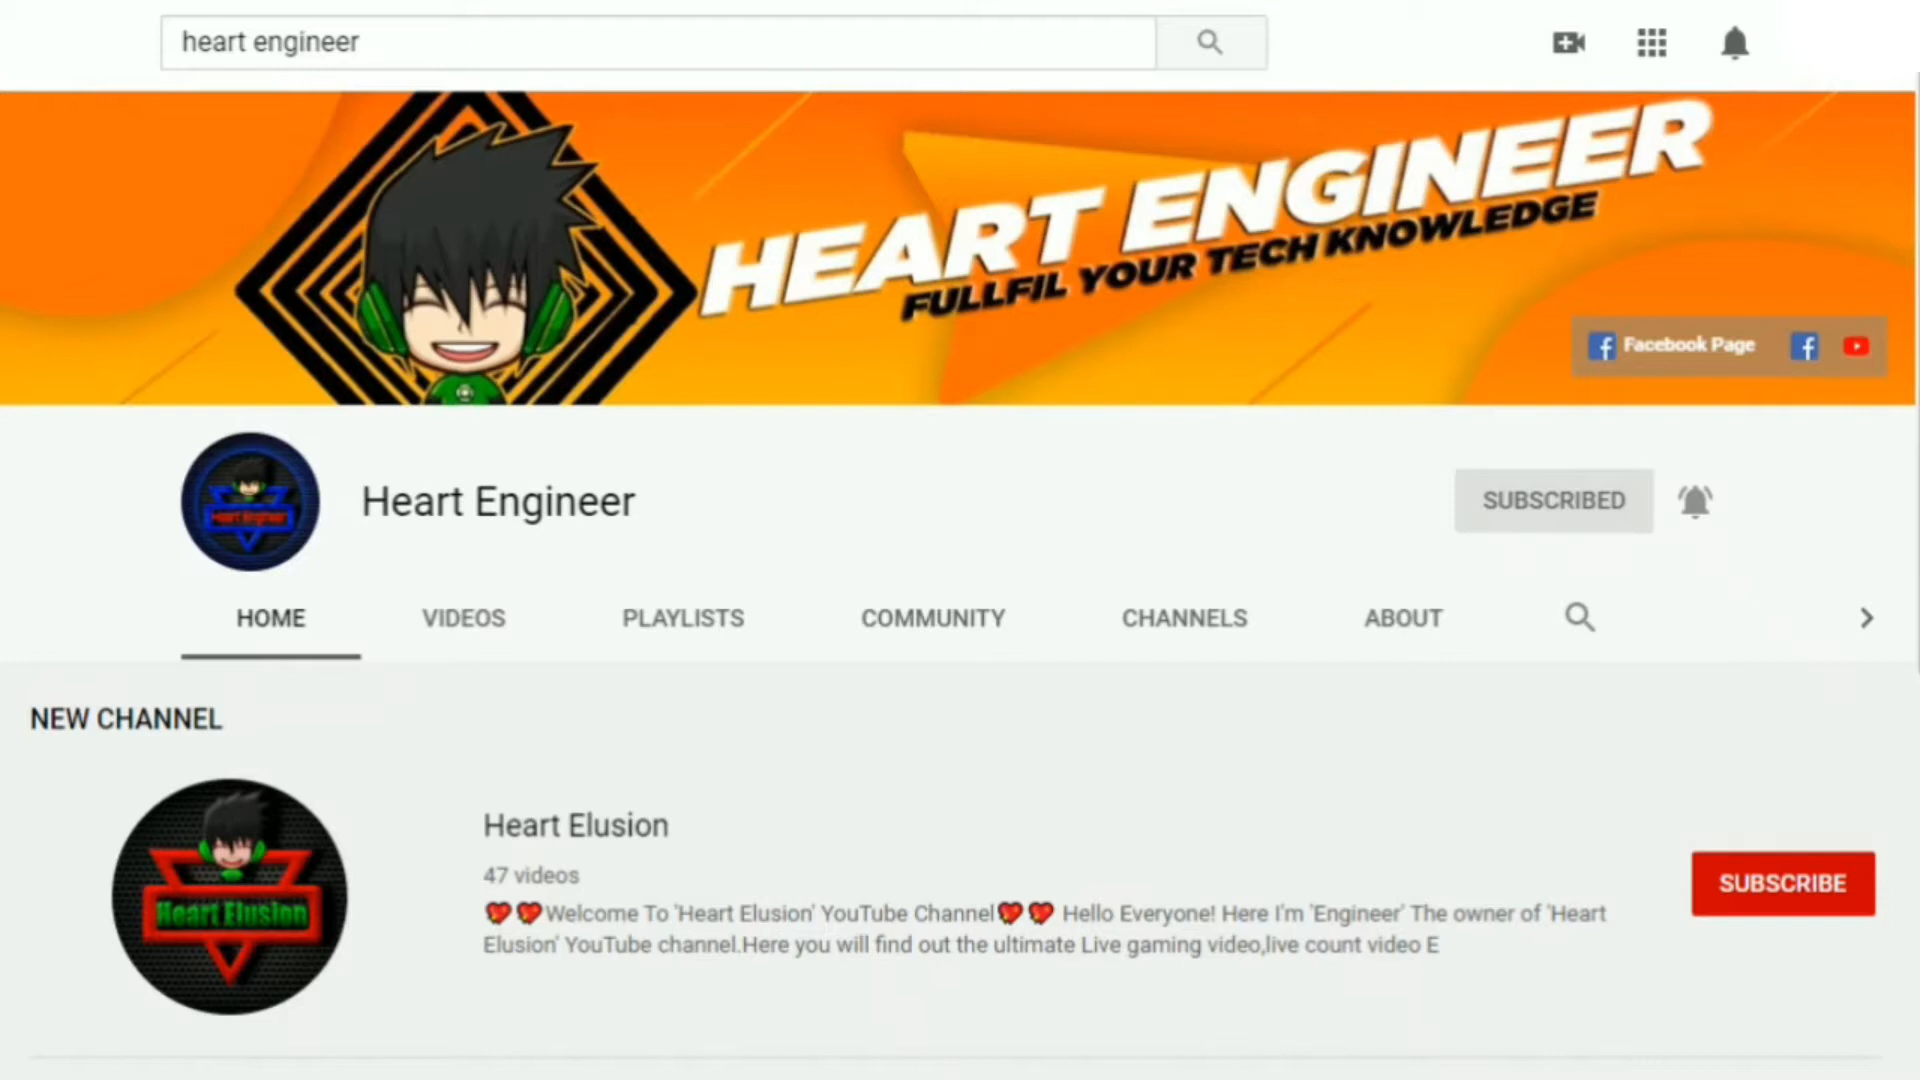 heart engineer
HEART ENGINEER
FULLFIL YOUR TECH KNOWLEDGE
Facebook Page
Heart Engineer
SUBSCRIBED
HOME VIDEOS PLAYLISTS COMMUNITY CHANNELS ABOUT
NEW CHANNEL
Heart Elusion
Heart Elusion
47 videos
💖💖Welcome To 'Heart Elusion' YouTube Channel💖💖 Hello Everyone! Here I'm 'Engineer' The owner of 'Heart
Elusion' YouTube channel.Here you will find out the ultimate Live gaming video,live count video E
SUBSCRIBE